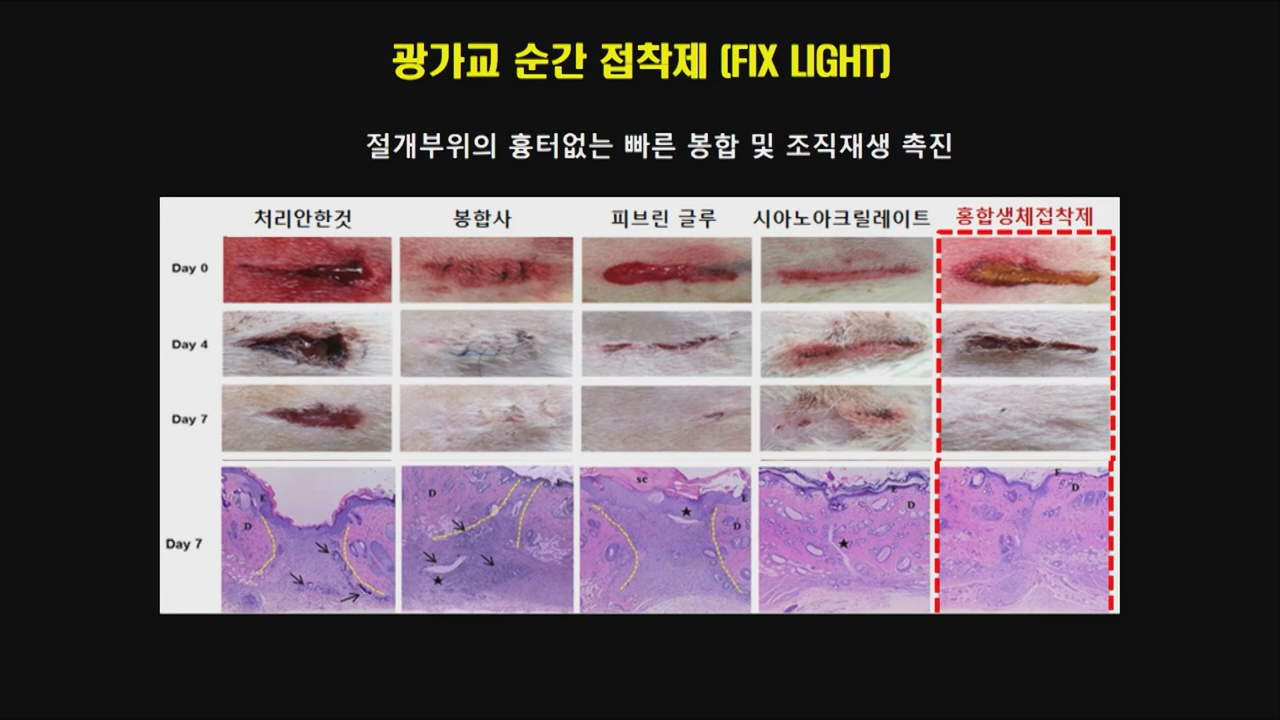 광가교 순간 접착제 (FIX LIGHT)
절개부위의 흉터없는 빠른 봉합 및 조직재생 촉진
처리안한것 봉합사 피브린 글루 시아노아크릴레이트 홍합생체접착제
Day 0
Day 4
Day 7
Day 7
E D D E sc E D E D E D